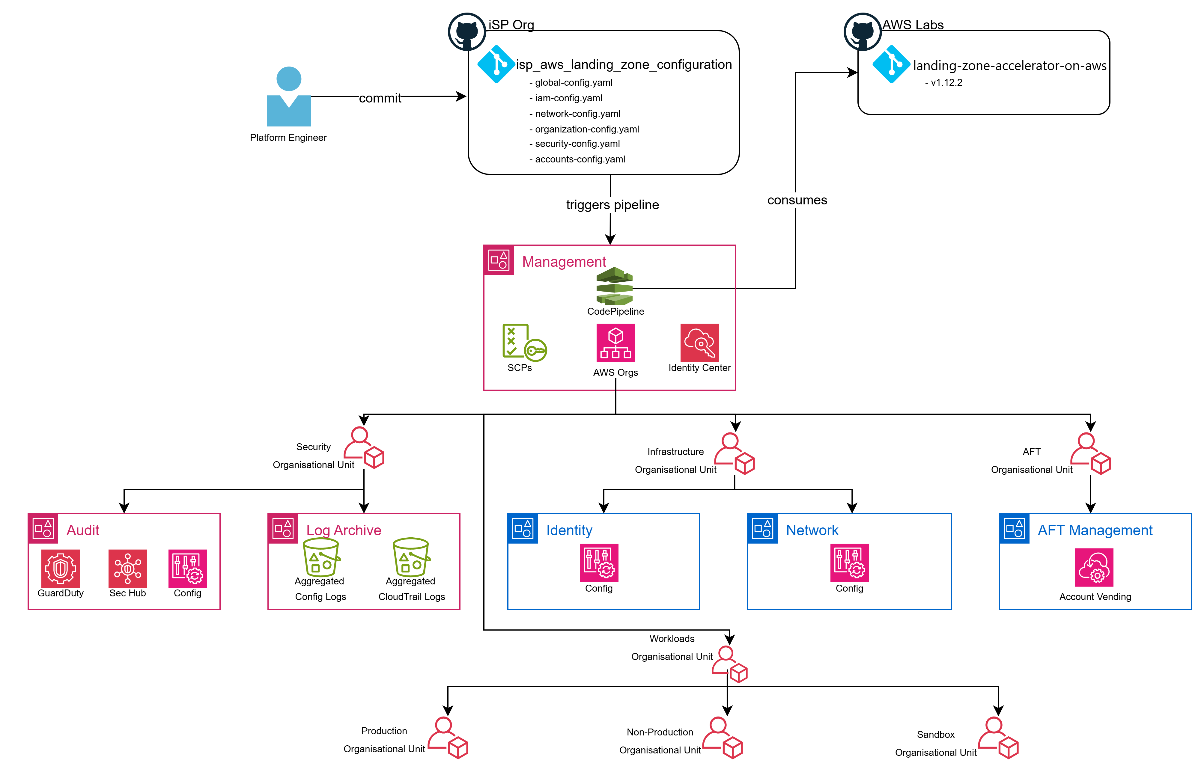 iSP Org
AWS Labs
isp_aws_landing_zone_configuration
- global-config.yaml
- iam-config.yaml
- network-config.yaml
- organization-config.yaml
- security-config.yaml
- accounts-config.yaml
landing-zone-accelerator-on-aws
- v1.12.2
commit
Platform Engineer
triggers pipeline
consumes
Management
CodePipeline
SCPs
AWS Orgs
Identity Center
Security
Organisational Unit
Infrastructure
Organisational Unit
AFT
Organisational Unit
Audit
GuardDuty
Sec Hub
Config
Log Archive
Aggregated
Config Logs
Aggregated
CloudTrail Logs
Identity
Config
Network
Config
AFT Management
Account Vending
Workloads
Organisational Unit
Production
Organisational Unit
Non-Production
Organisational Unit
Sandbox
Organisational Unit